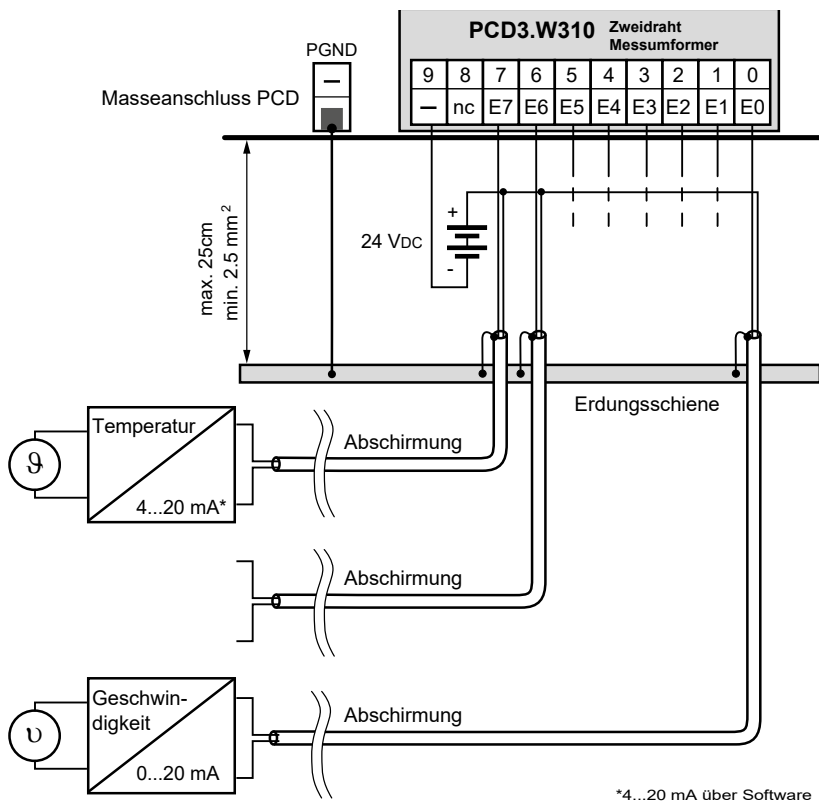 PCD3.W310 Zweidraht
Messumformer
PGND
–
Masseanschluss PCD
9 8 7 6 5 4 3 2 1 0
– nc E7 E6 E5 E4 E3 E2 E1 E0
max. 25cm
min. 2.5 mm²
+
24 VDC
-
Erdungsschiene
Temperatur
ϑ
4...20 mA*
Abschirmung
Abschirmung
Geschwin-
digkeit
υ
0...20 mA
Abschirmung
*4...20 mA über Software